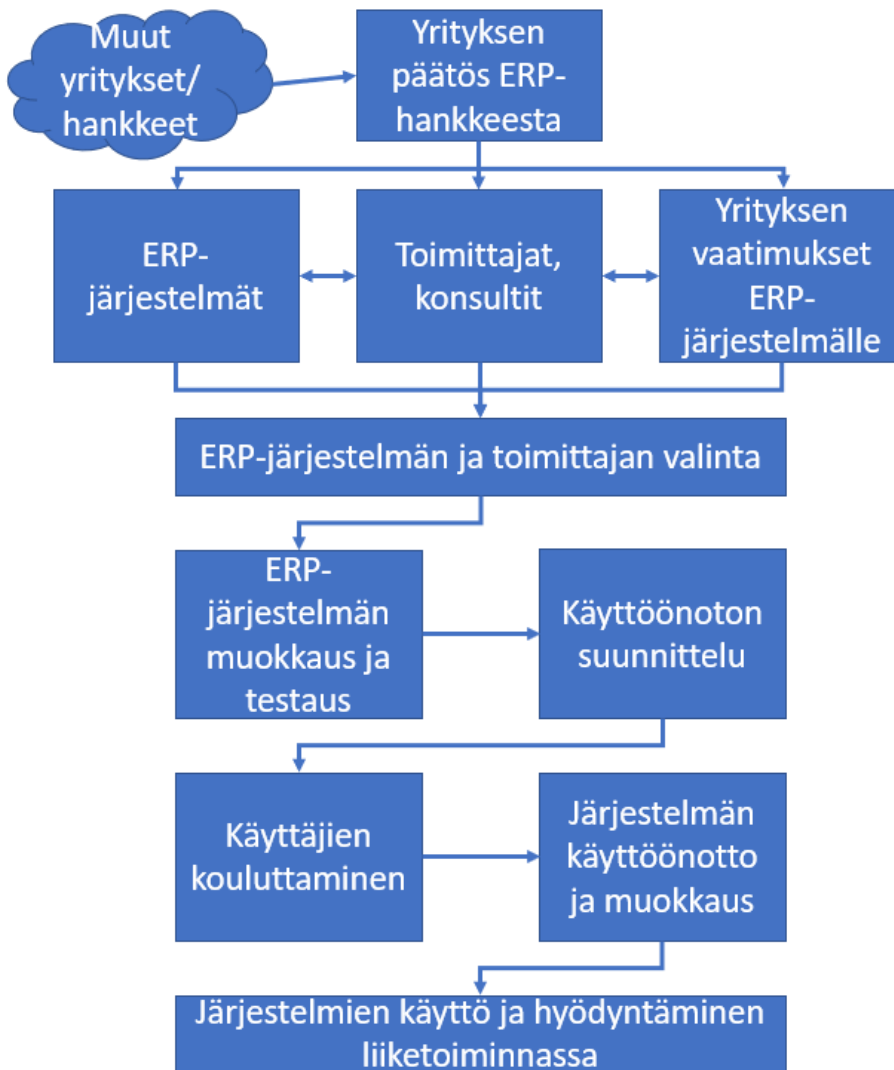 Muut
yritykset/
hankkeet
Yrityksen
päätös ERP-
hankkeesta
ERP-
järjestelmät
Toimittajat,
konsultit
Yrityksen
vaatimukset
ERP-
järjestelmälle
ERP-järjestelmän ja toimittajan valinta
ERP-
järjestelmän
muokkaus ja
testaus
Käyttöönoton
suunnittelu
Käyttäjien
kouluttaminen
Järjestelmän
käyttöönotto
ja muokkaus
Järjestelmien käyttö ja hyödyntäminen
liiketoiminnassa